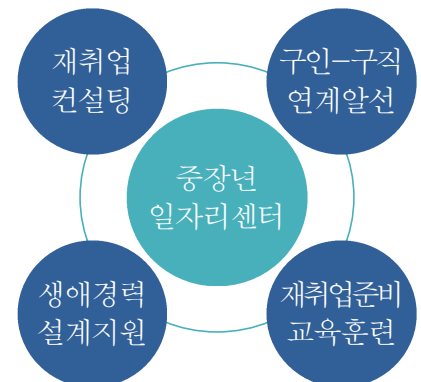 재취업
컨설팅
구인-구직
연계알선
중장년
일자리센터
생애경력
설계지원
재취업준비
교육훈련